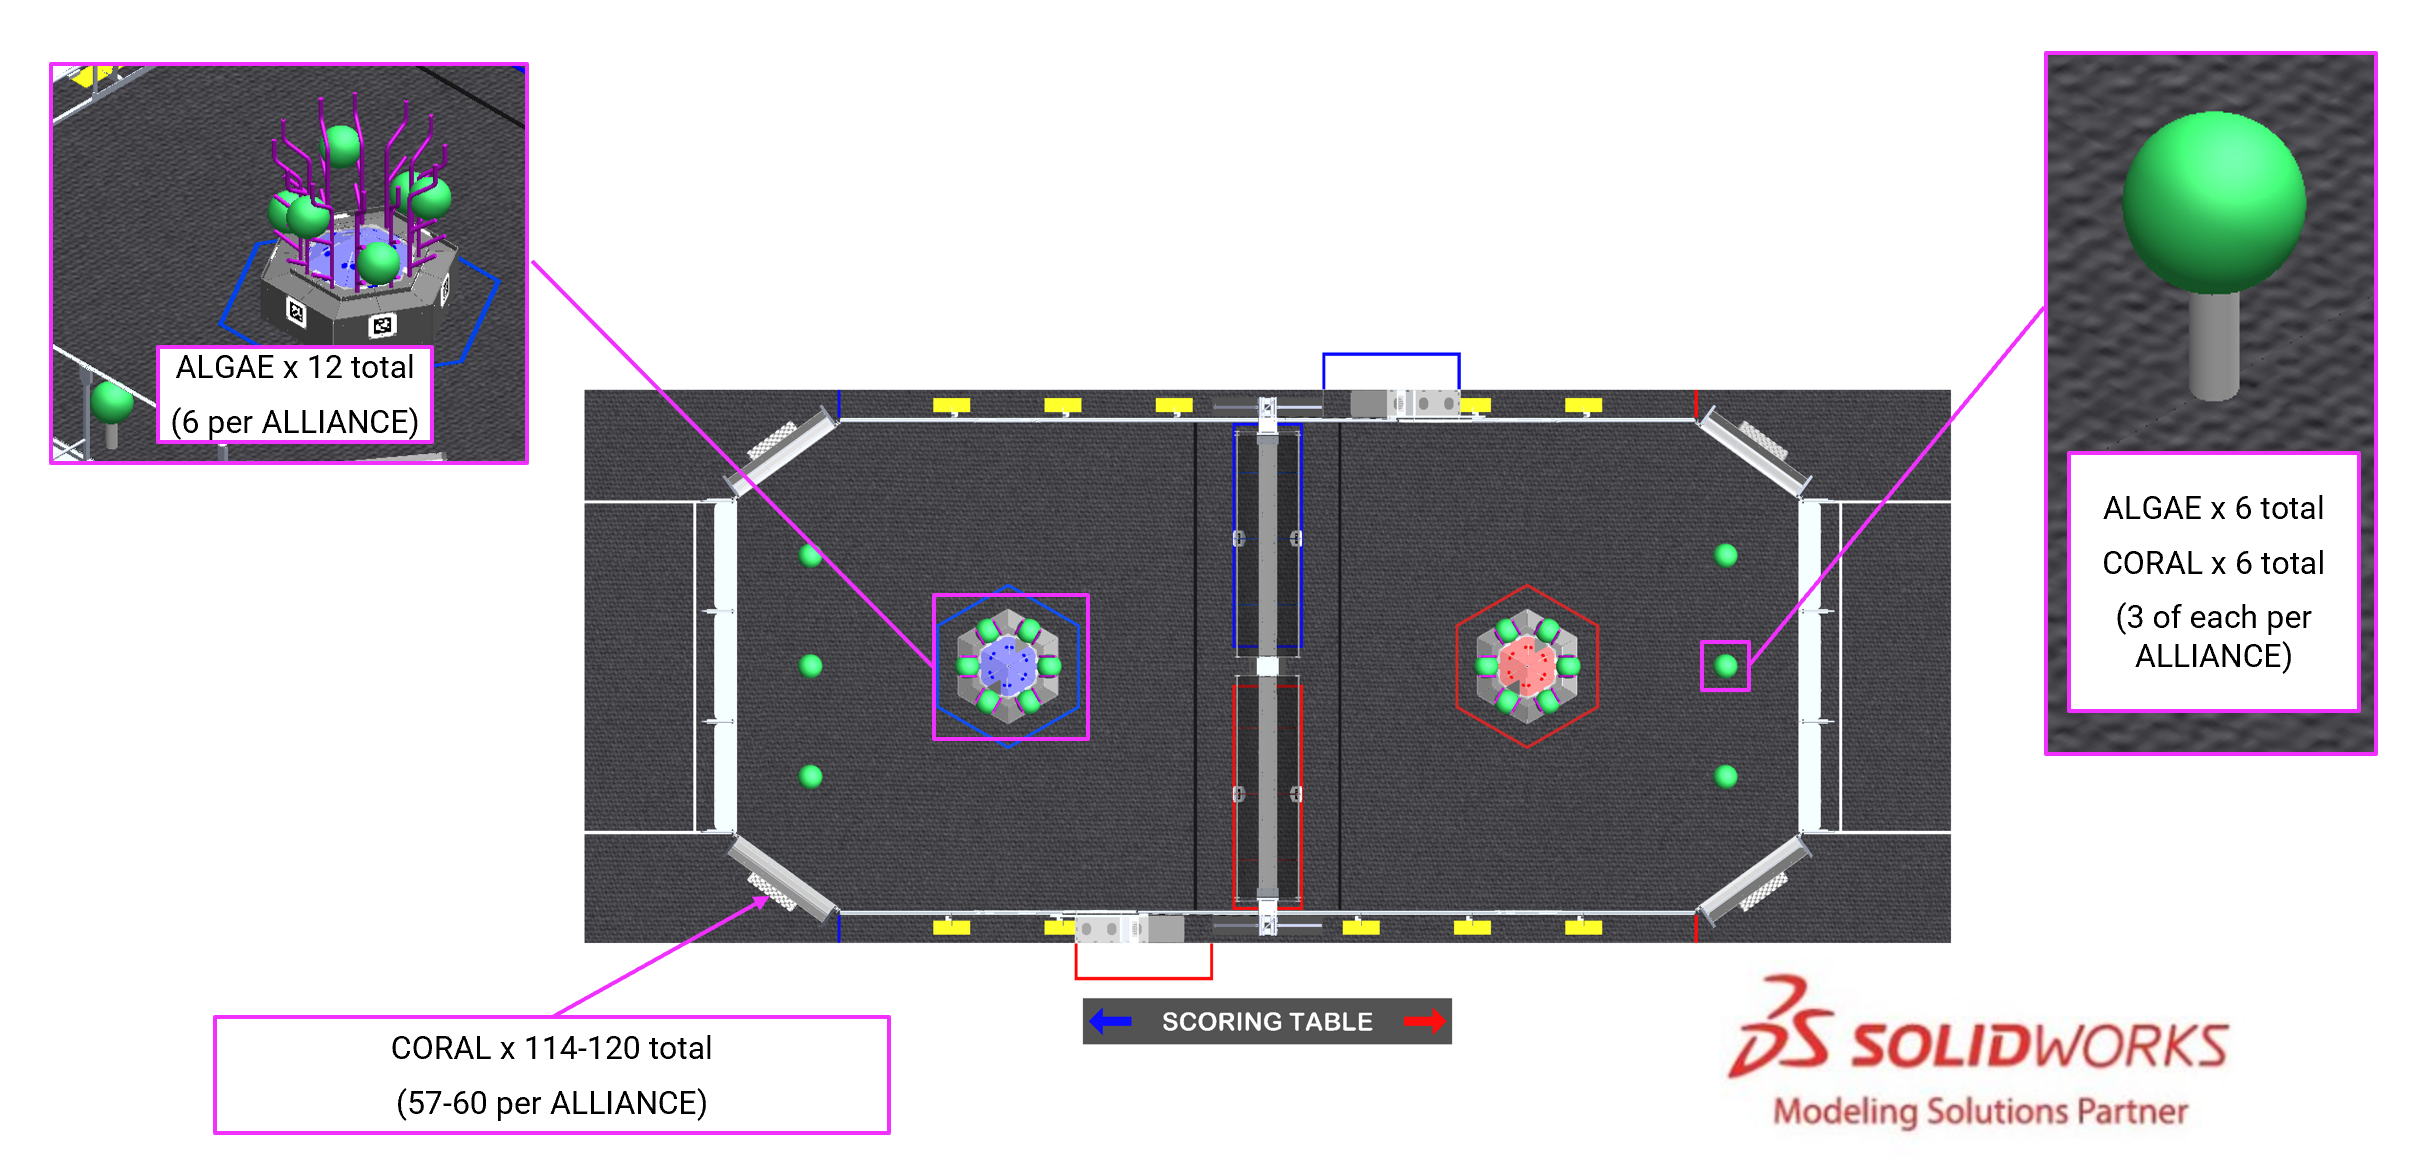 ALGAE x 12 total
(6 per ALLIANCE)
ALGAE x 6 total
CORAL x 6 total
(3 of each per
ALLIANCE)
CORAL x 114-120 total
(57-60 per ALLIANCE)
SCORING TABLE
SOLIDWORKS
Modeling Solutions Partner